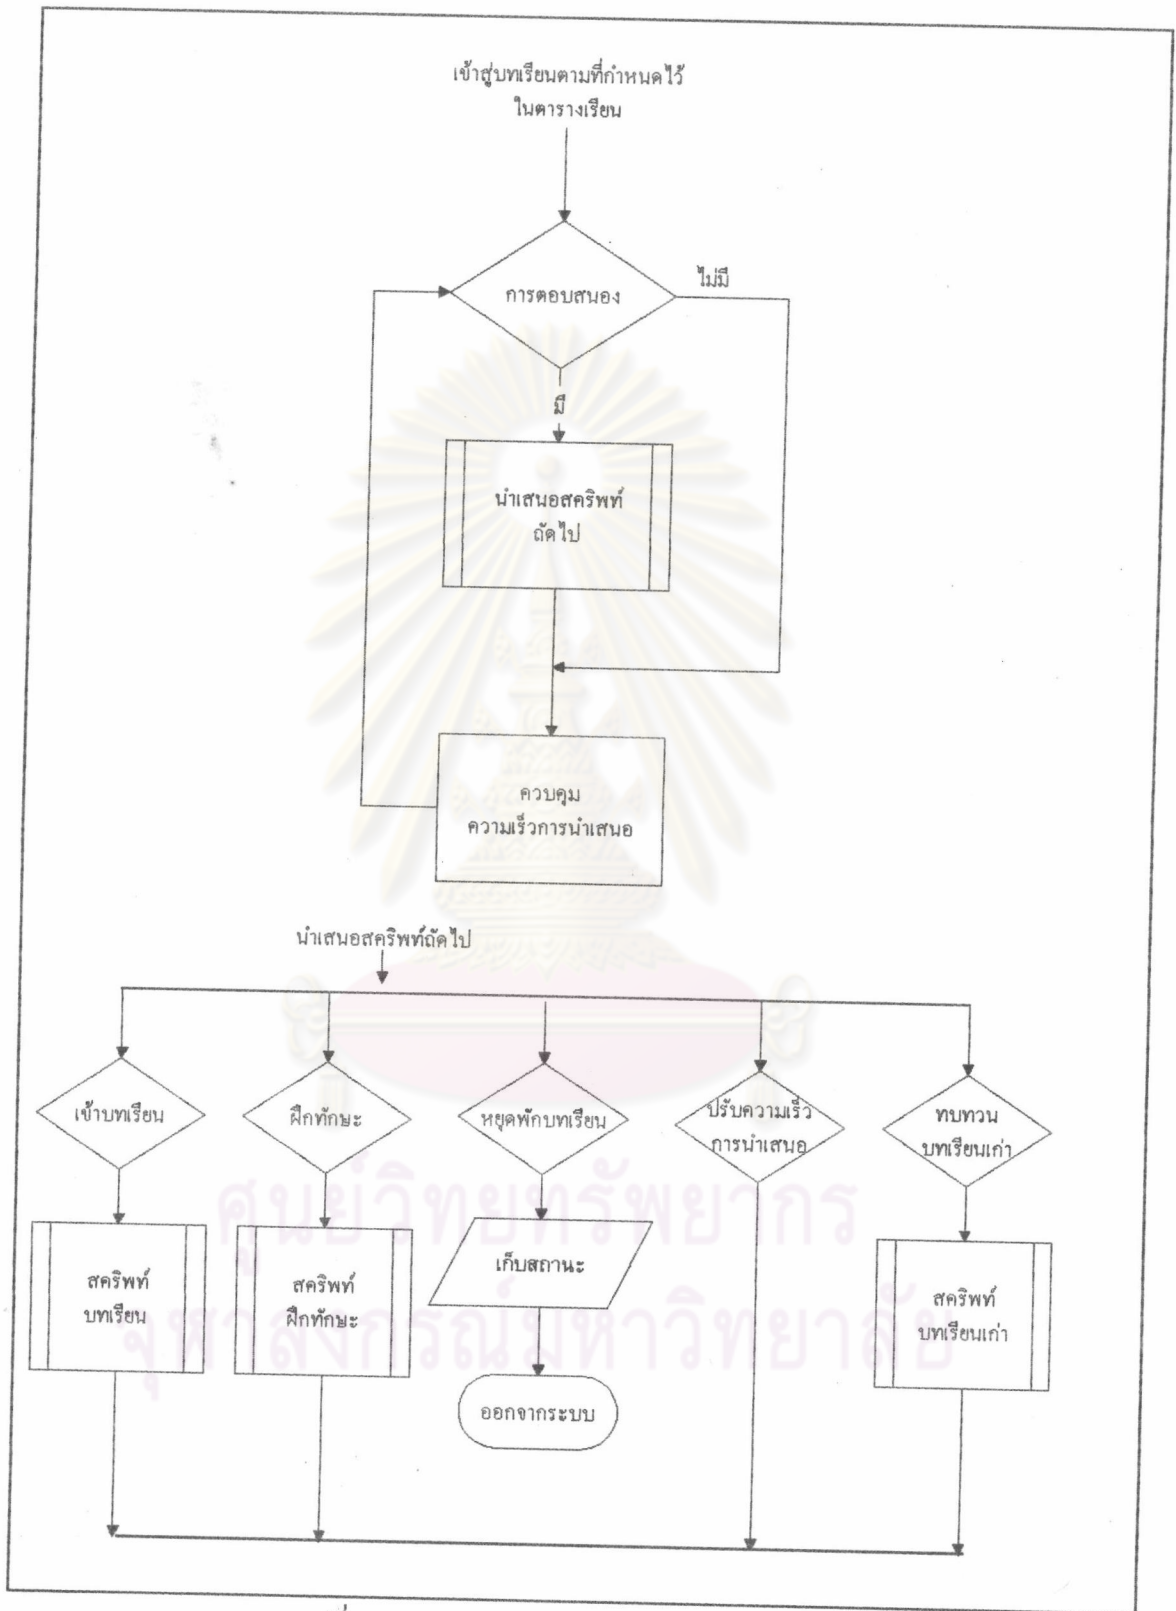 เข้าสู่บทเรียนตามที่กำหนดไว้
ในตารางเรียน
การตอบสนอง
ไม่มี
มี
นำเสนอสคริพท์
ถัดไป
ควบคุม
ความเร็วการนำเสนอ
นำเสนอสคริพท์ถัดไป
เข้าบทเรียน
ฝึกทักษะ
หยุดพักบทเรียน
ปรับความเร็ว
การนำเสนอ
ทบทวน
บทเรียนเก่า
สคริพท์
บทเรียน
สคริพท์
ฝึกทักษะ
เก็บสถานะ
ออกจากระบบ
สคริพท์
บทเรียนเก่า
ศูนย์วิทยทรัพยากร
จุฬาลงกรณ์มหาวิทยาลัย